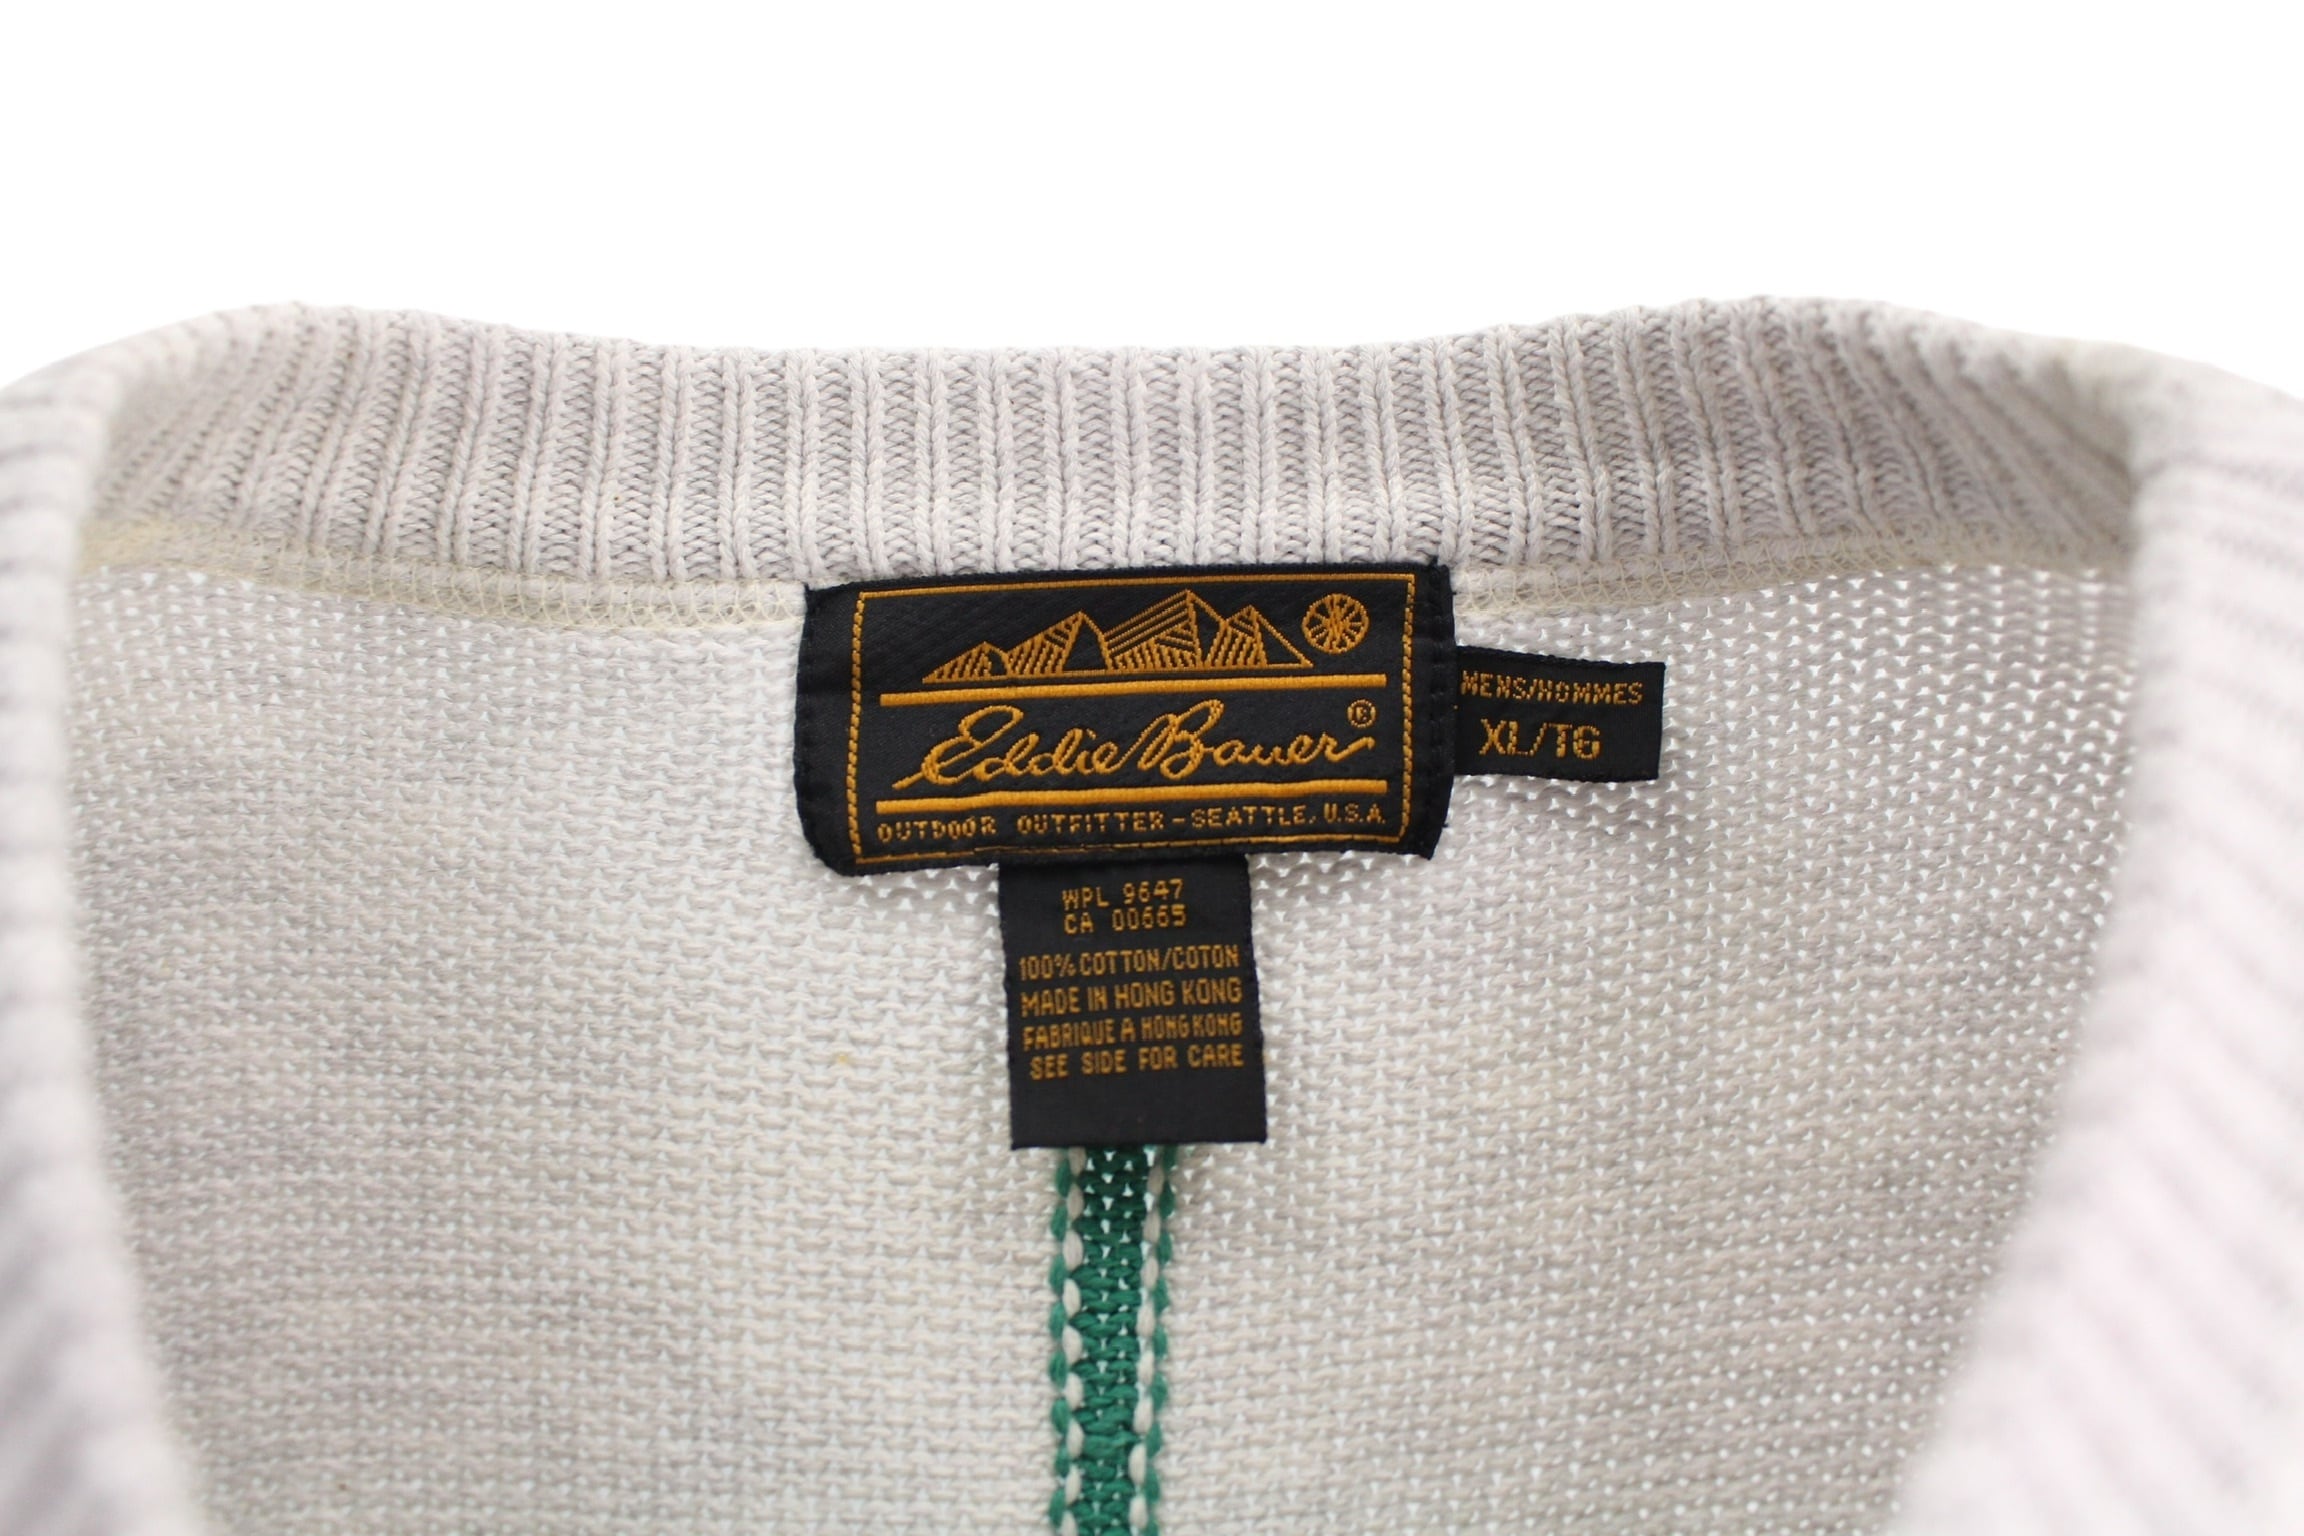 Eddie Bauer®
OUTDOOR OUTFITTER - SEATTLE, U.S.A.
MENS/HOMMES
XL/TG
WPL 9647
CA 00665
100% COTTON/COTON
MADE IN HONG KONG
FABRIQUE A HONG KONG
SEE SIDE FOR CARE